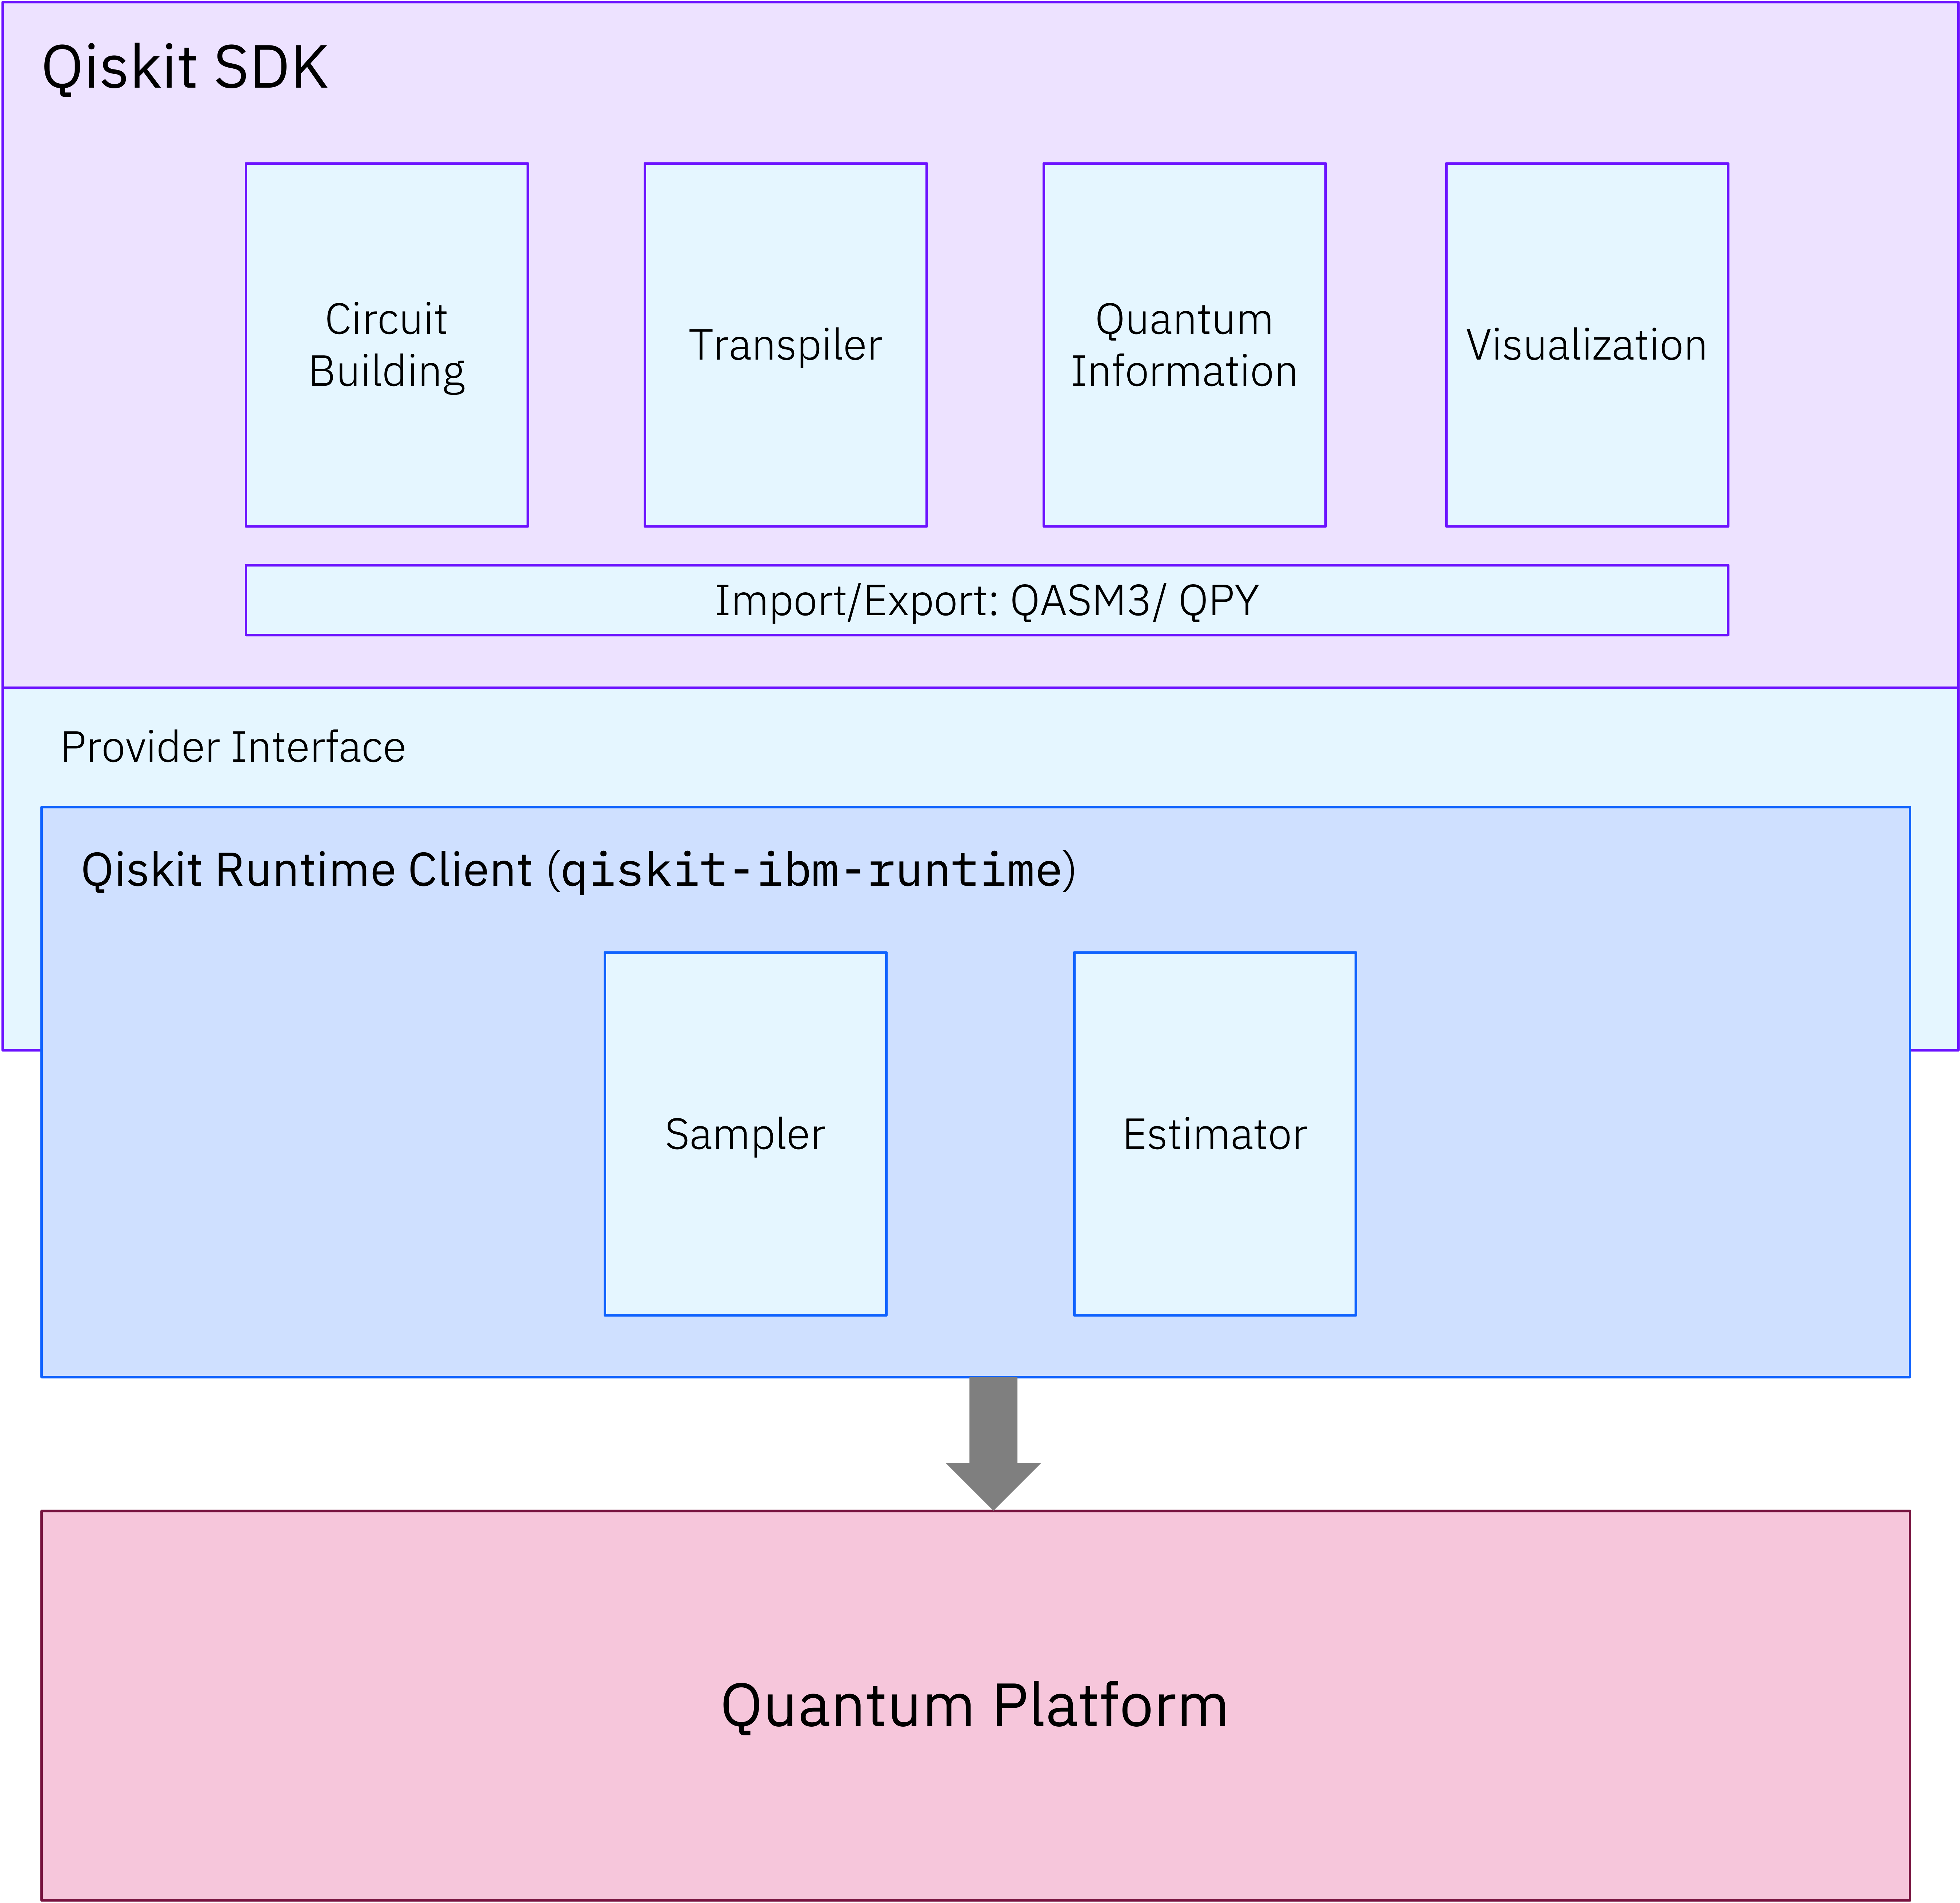 Qiskit SDK
Circuit
Building
Transpiler
Quantum
Information
Visualization
Import/Export: QASM3/ QPY
Provider Interface
Qiskit Runtime Client (qiskit-ibm-runtime)
Sampler
Estimator
Quantum Platform